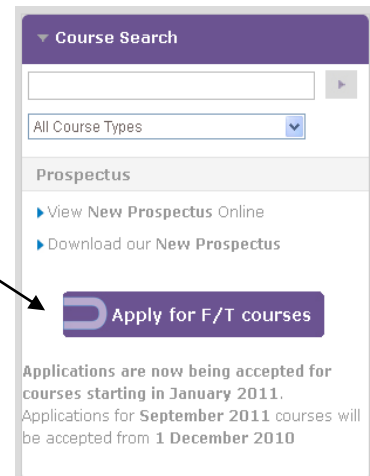 Course Search
All Course Types
Prospectus
View New Prospectus Online
Download our New Prospectus
Apply for F/T courses
Applications are now being accepted for
courses starting in January 2011.
Applications for September 2011 courses will
be accepted from 1 December 2010